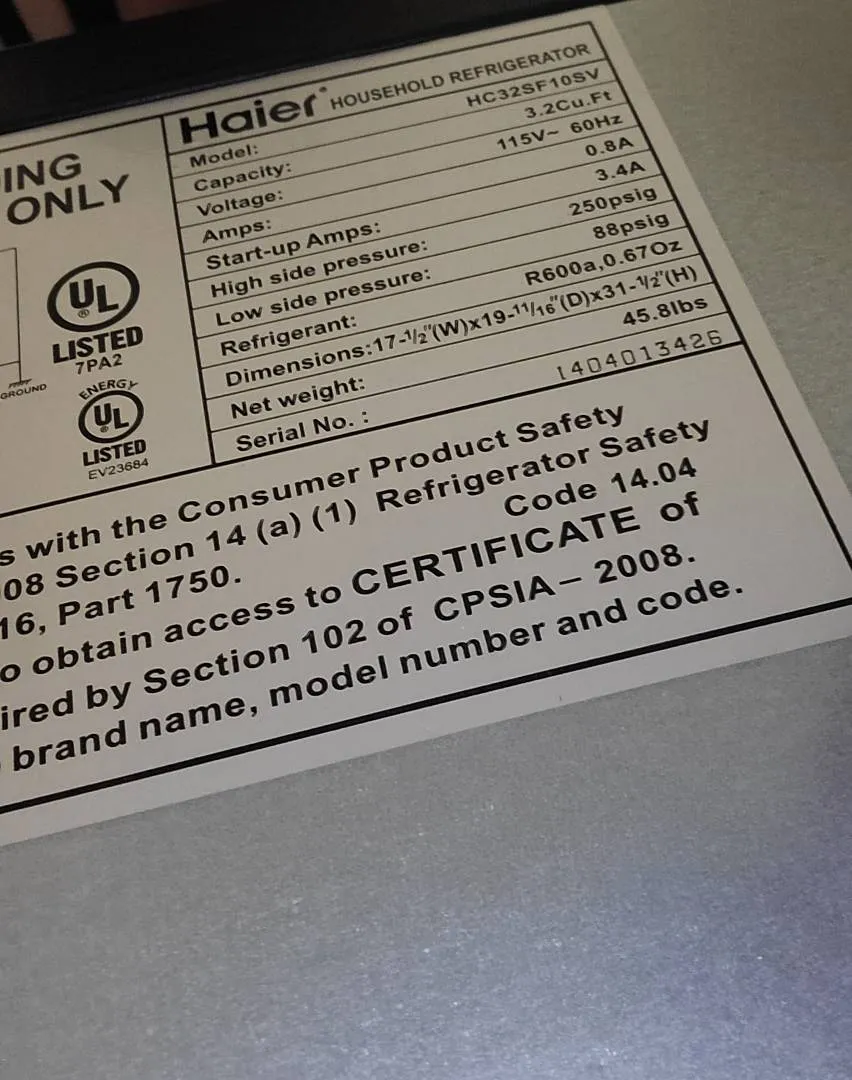 ING
ONLY
UL
®
LISTED
7PA2
GROUND
ENERGY
UL
®
LISTED
EV23684
Haier HOUSEHOLD REFRIGERATOR
Model: HC32SF10SV
Capacity: 3.2Cu.Ft
Voltage: 115V~ 60Hz
Amps: 0.8A
Start-up Amps: 3.4A
High side pressure: 250psig
Low side pressure: 88psig
Refrigerant: R600a,0.67Oz
Dimensions:17-1/2"(W)x19-11/16"(D)x31-1/2"(H)
Net weight: 45.8lbs
Serial No. : 1404013426
s with the Consumer Product Safety
08 Section 14 (a) (1) Refrigerator Safety
16, Part 1750. Code 14.04
o obtain access to CERTIFICATE of
ired by Section 102 of CPSIA– 2008.
brand name, model number and code.